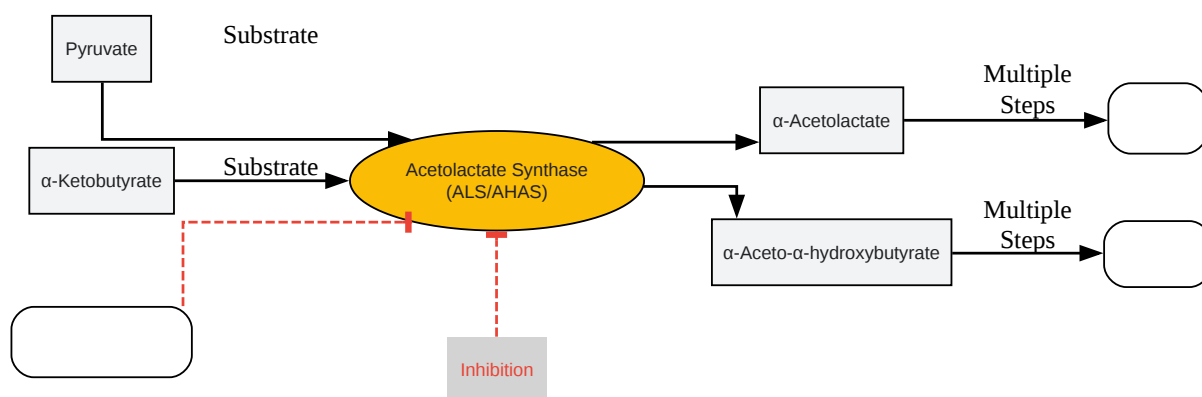 Pyruvate
Substrate
α-Ketobutyrate
Substrate
Acetolactate Synthase
(ALS/AHAS)
α-Acetolactate
Multiple
Steps
α-Aceto-α-hydroxybutyrate
Multiple
Steps
Inhibition